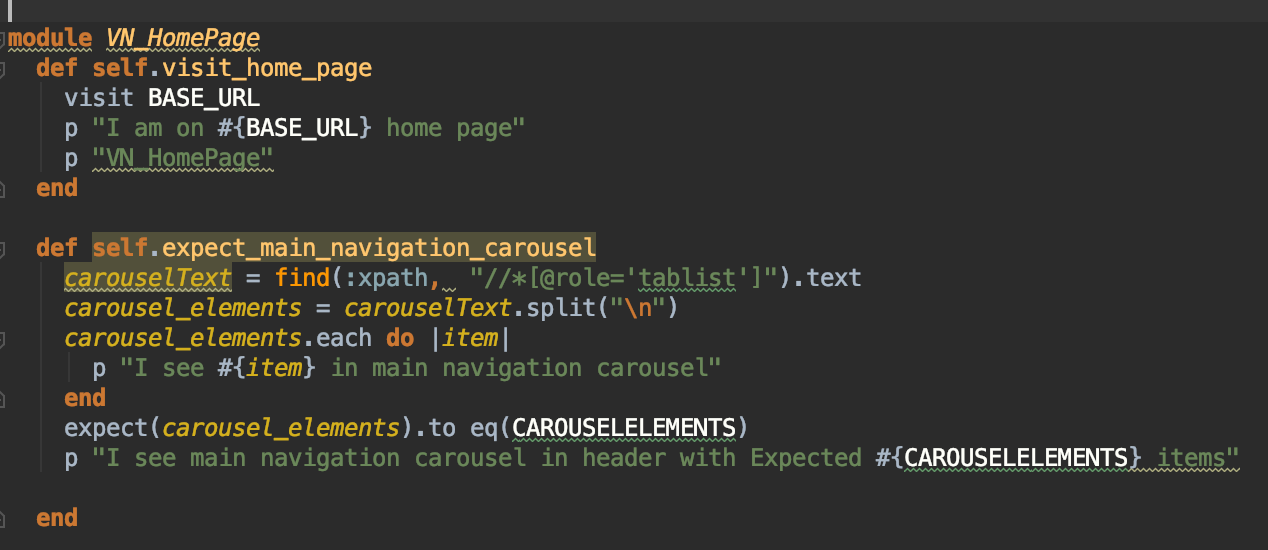 module VN_HomePage
  def self.visit_home_page
    visit BASE_URL
    p "I am on #{BASE_URL} home page"
    p "VN_HomePage"
  end

  def self.expect_main_navigation_carousel
    carouselText = find(:xpath,  "//*[@role='tablist']").text
    carousel_elements = carouselText.split("\n")
    carousel_elements.each do |item|
      p "I see #{item} in main navigation carousel"
    end
    expect(carousel_elements).to eq(CAROUSELELEMENTS)
    p "I see main navigation carousel in header with Expected #{CAROUSELELEMENTS} items"

  end